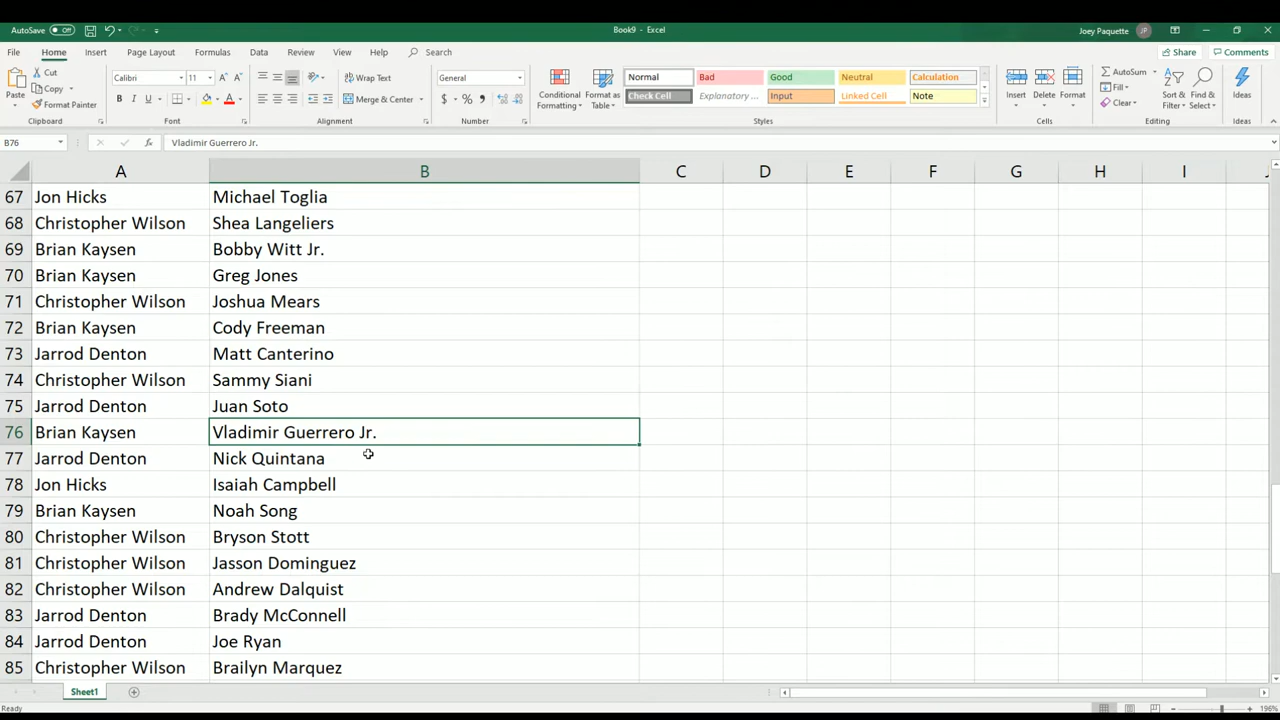 AutoSave Off Book9 - Excel Joey Paquette JP
File Home Insert Page Layout Formulas Data Review View Help Search Share Comments
Cut Calibri 11 A A Wrap Text General Normal Bad Good Neutral Calculation AutoSum
Copy Fill
Paste Format Painter B I U A Merge & Center $ % Conditional Formatting Format as Table Check Cell Explanatory ... Input Linked Cell Note Insert Delete Format Clear Sort & Filter Find & Select Ideas
Clipboard Font Alignment Number Styles Cells Editing Ideas
B76 fx Vladimir Guerrero Jr.
A B C D E F G H I J
67 Jon Hicks Michael Toglia
68 Christopher Wilson Shea Langeliers
69 Brian Kaysen Bobby Witt Jr.
70 Brian Kaysen Greg Jones
71 Christopher Wilson Joshua Mears
72 Brian Kaysen Cody Freeman
73 Jarrod Denton Matt Canterino
74 Christopher Wilson Sammy Siani
75 Jarrod Denton Juan Soto
76 Brian Kaysen Vladimir Guerrero Jr.
77 Jarrod Denton Nick Quintana
78 Jon Hicks Isaiah Campbell
79 Brian Kaysen Noah Song
80 Christopher Wilson Bryson Stott
81 Christopher Wilson Jasson Dominguez
82 Christopher Wilson Andrew Dalquist
83 Jarrod Denton Brady McConnell
84 Jarrod Denton Joe Ryan
85 Christopher Wilson Brailyn Marquez
Sheet1
Ready 196%